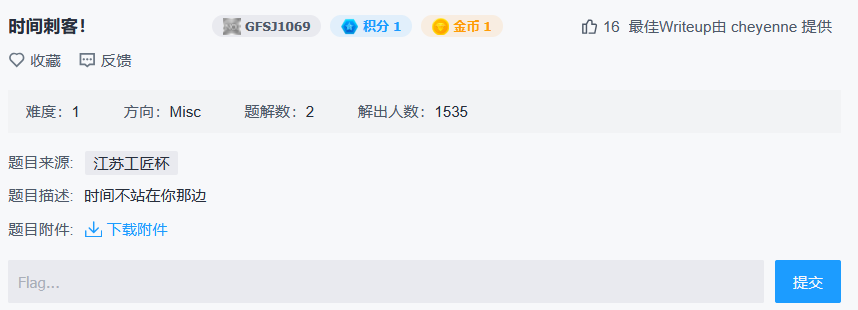 时间刺客！ GFSJ1069 积分 1 金币 1 16 最佳Writeup由 cheyenne 提供
收藏 反馈
难度：1 方向：Misc 题解数：2 解出人数：1535
题目来源: 江苏工匠杯
题目描述: 时间不站在你那边
题目附件: 下载附件
Flag... 提交